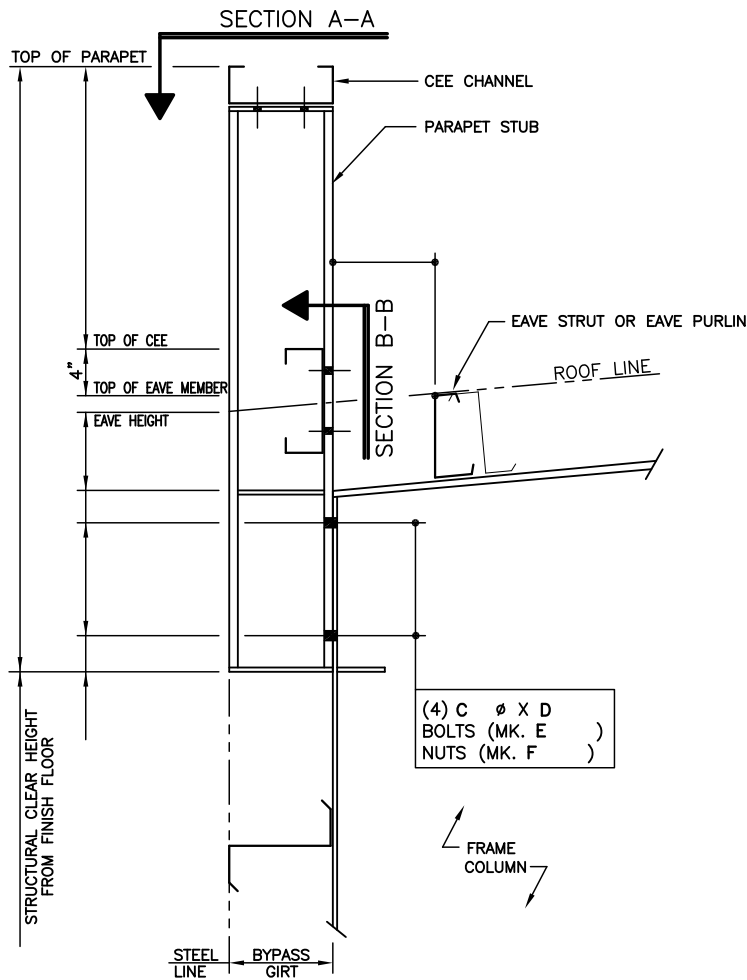 SECTION A-A
TOP OF PARAPET
CEE CHANNEL
PARAPET STUB
SECTION B-B
EAVE STRUT OR EAVE PURLIN
TOP OF CEE
4"
ROOF LINE
TOP OF EAVE MEMBER
EAVE HEIGHT
(4) C ø X D
BOLTS (MK. E )
NUTS (MK. F )
STRUCTURAL CLEAR HEIGHT
FROM FINISH FLOOR
FRAME
COLUMN
STEEL
LINE
BYPASS
GIRT